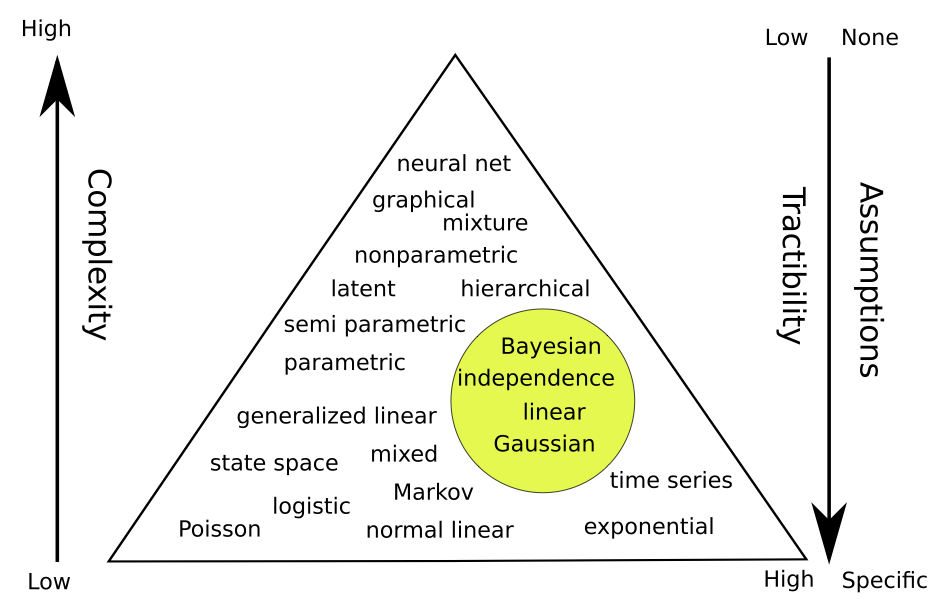 High
Low None
neural net
graphical
mixture
nonparametric
latent hierarchical
semi parametric
Bayesian
parametric
independence
linear
generalized linear
Gaussian
mixed
state space
time series
Markov
logistic
Poisson
normal linear
exponential
Complexity
Tractibility
Assumptions
Low
High Specific